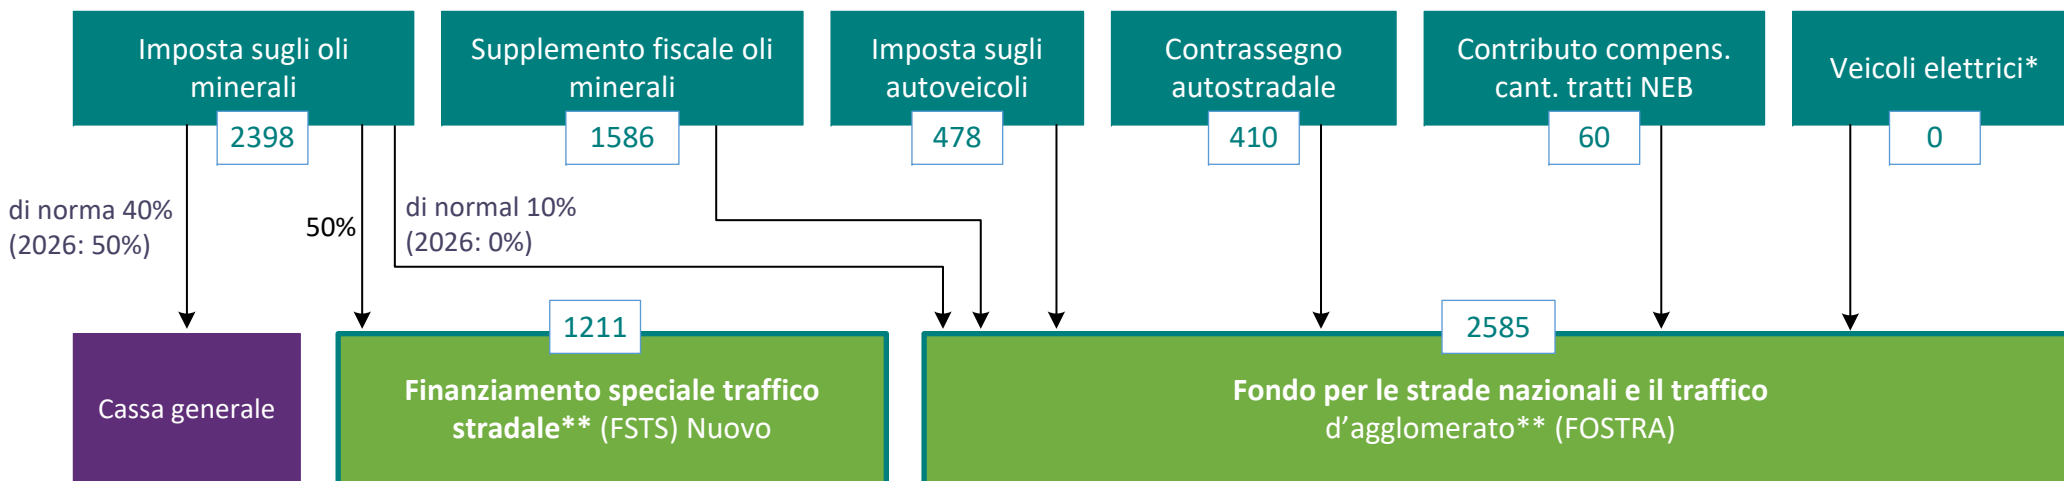 Imposta sugli oli
minerali
2398
Supplemento fiscale oli
minerali
1586
Imposta sugli
autoveicoli
478
Contrassegno
autostradale
410
Contributo compens.
cant. tratti NEB
60
Veicoli elettrici*
0
di norma 40%
(2026: 50%)
50%
di normal 10%
(2026: 0%)
Cassa generale
1211
Finanziamento speciale traffico
stradale** (FSTS) Nuovo
2585
Fondo per le strade nazionali e il traffico
d’agglomerato** (FOSTRA)